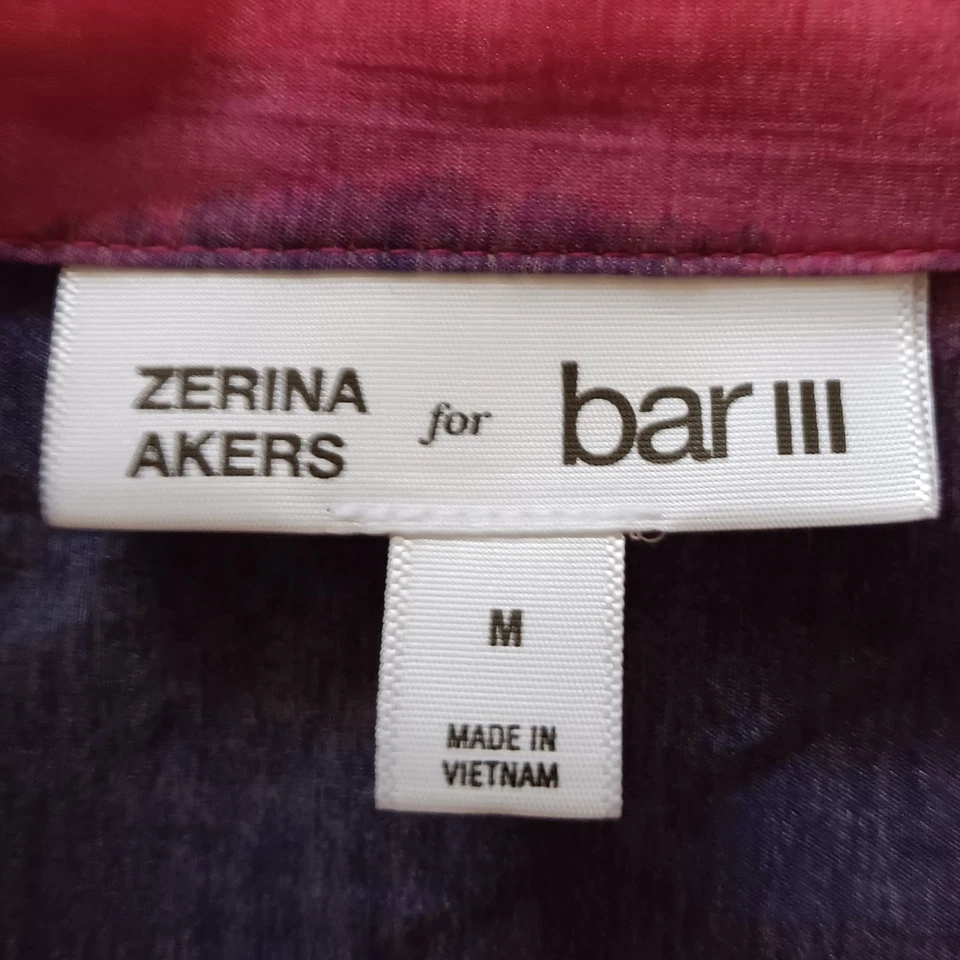 ZERINA
AKERS for bar III
M
MADE IN
VIETNAM